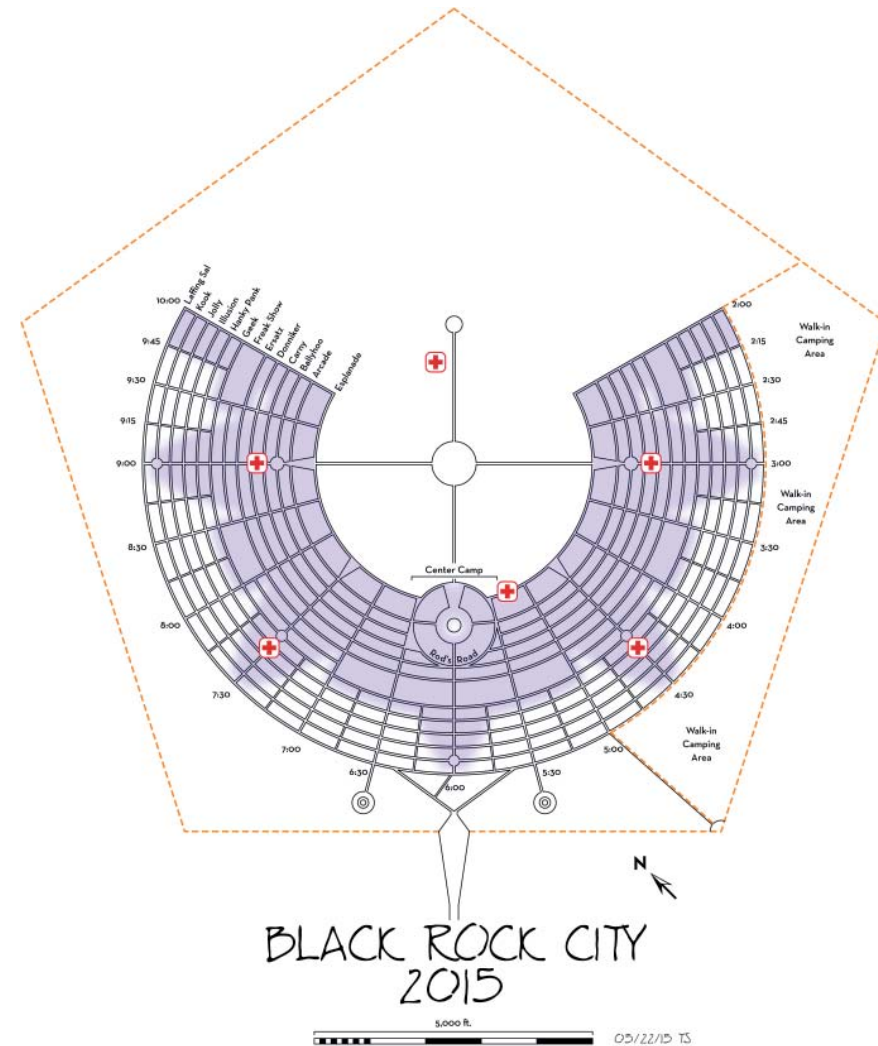 Laffing Sal
Kook
Jolly
Illusion
Hanky Pank
Geek
Freak Show
Ersatz
Donniker
Carny
Ballyhoo
Arcade
Esplanade
10:00
9:45
9:30
9:15
9:00
8:30
8:00
7:30
7:00
6:30
6:00
5:30
5:00
4:30
4:00
3:30
3:00
2:45
2:30
2:15
2:00
Walk-in
Camping
Area
Walk-in
Camping
Area
Walk-in
Camping
Area
Center Camp
Rod's Road
N
BLACK ROCK CITY
2015
5,000 ft.
05/22/15 TS